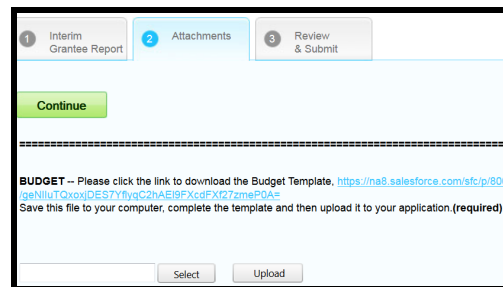 1 Interim Grantee Report
2 Attachments
3 Review & Submit
Continue
================================================================
BUDGET -- Please click the link to download the Budget Template, https://na8.salesforce.com/sfc/p/80
Save this file to your computer, complete the template and then upload it to your application.(required)
Select Upload